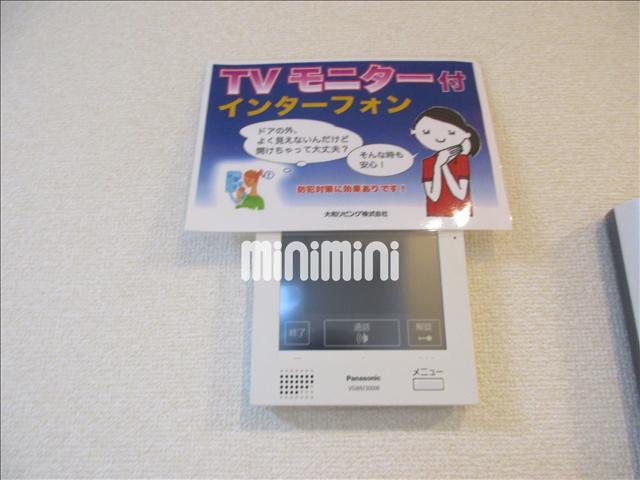 TV モニター付
インターフォン
ドアの外、
よく見えないんだけど
開けちゃって大丈夫？
そんな時も
安心！
防犯対策に効果ありです！
大和リビング株式会社
minimini
終了
通話
解錠
メニュー
Panasonic